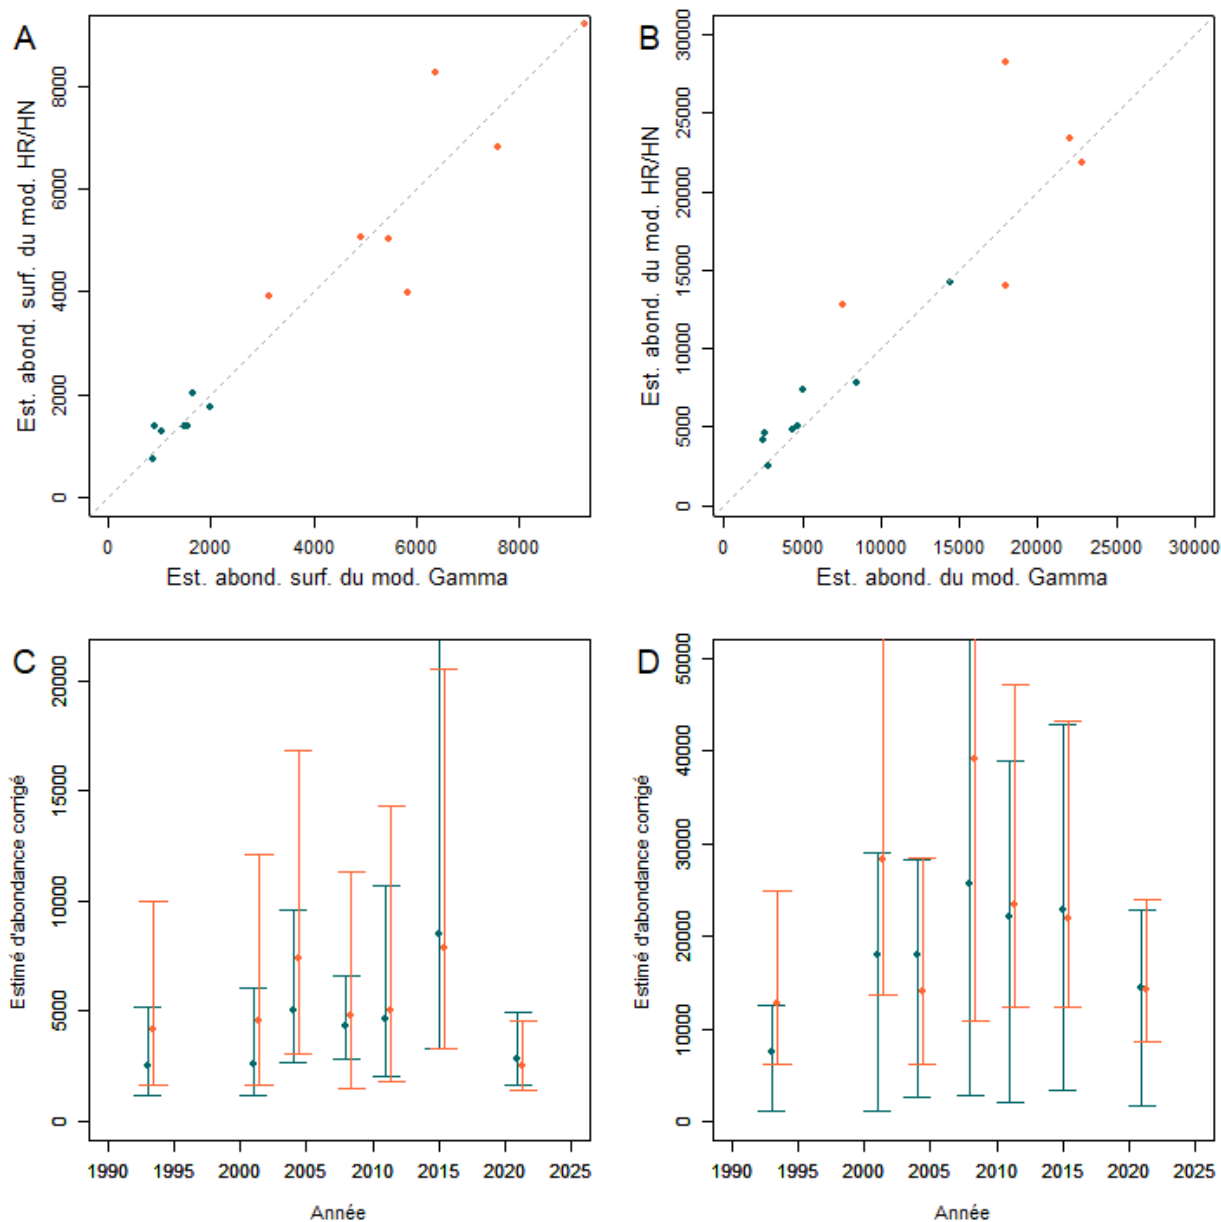 A
Est. abond. surf. du mod. HR/HN
0 2000 4000 6000 8000
0 2000 4000 6000 8000
Est. abond. surf. du mod. Gamma
B
Est. abond. du mod. HR/HN
0 5000 10000 15000 20000 25000 30000
0 5000 10000 15000 20000 25000 30000
Est. abond. du mod. Gamma
C
Estimé d'abondance corrigé
0 5000 10000 15000 20000
1990 1995 2000 2005 2010 2015 2020 2025
Année
D
Estimé d'abondance corrigé
0 10000 20000 30000 40000 50000
1990 1995 2000 2005 2010 2015 2020 2025
Année